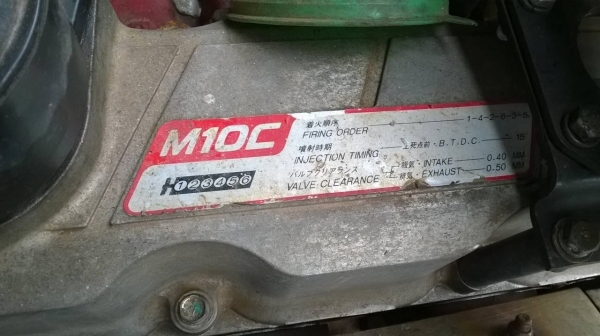 M10C
123456
着火順序
FIRING ORDER 1-4-2-6-3-5
噴射時期 上死点前・B.T.D.C. 15
INJECTION TIMING
バルブクリアランス 吸気・INTAKE 0.40 MM
VALVE CLEARANCE 排気・EXHAUST 0.50 MM